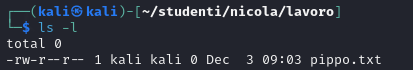 ┌──(kali㉿kali)-[~/studenti/nicola/lavoro]
└─$ ls -l
total 0
-rw-r--r-- 1 kali kali 0 Dec  3 09:03 pippo.txt